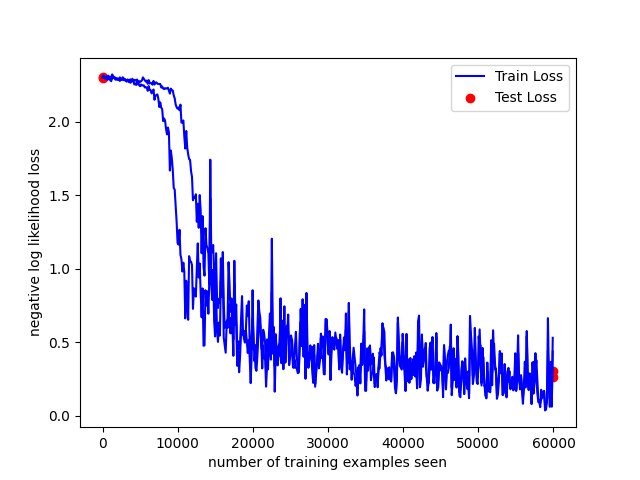 Train Loss
Test Loss
negative log likelihood loss
2.0
1.5
1.0
0.5
0.0
0 10000 20000 30000 40000 50000 60000
number of training examples seen